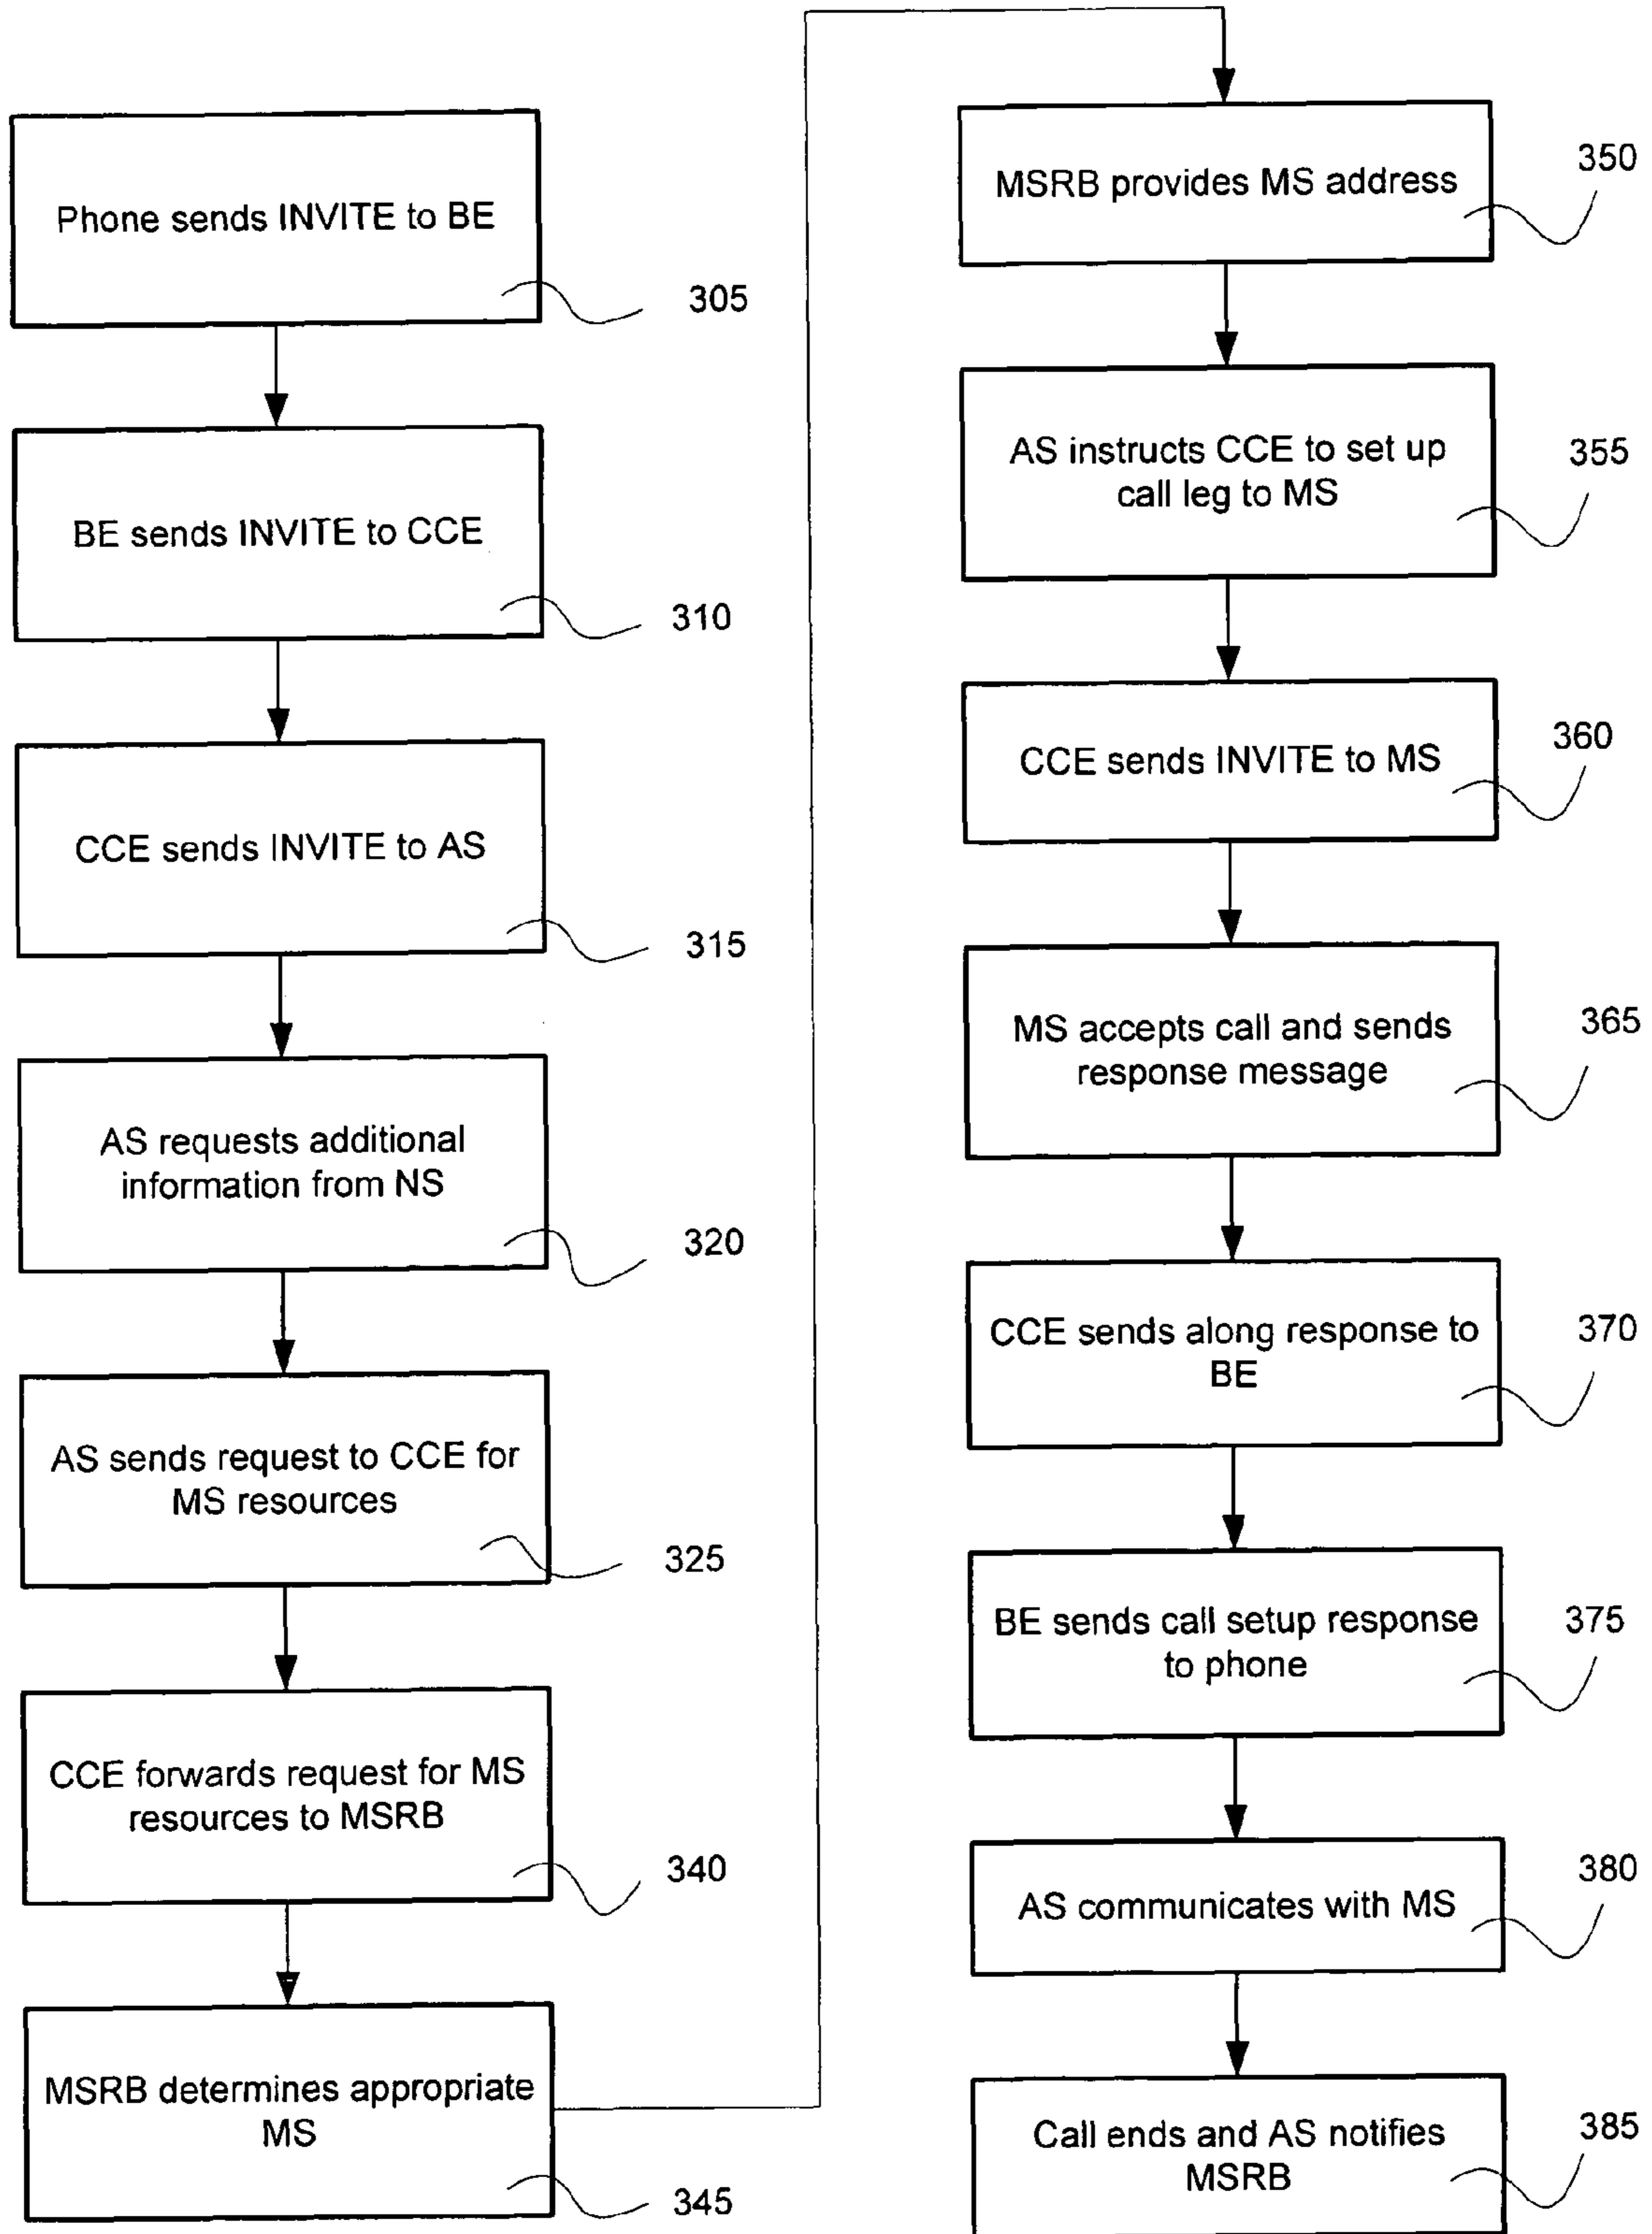 Phone sends INVITE to BE
305
BE sends INVITE to CCE
310
CCE sends INVITE to AS
315
AS requests additional
information from NS
320
AS sends request to CCE for
MS resources
325
CCE forwards request for MS
resources to MSRB
340
MSRB determines appropriate
MS
345
MSRB provides MS address
350
AS instructs CCE to set up
call leg to MS
355
CCE sends INVITE to MS
360
MS accepts call and sends
response message
365
CCE sends along response to
BE
370
BE sends call setup response
to phone
375
AS communicates with MS
380
Call ends and AS notifies
MSRB
385